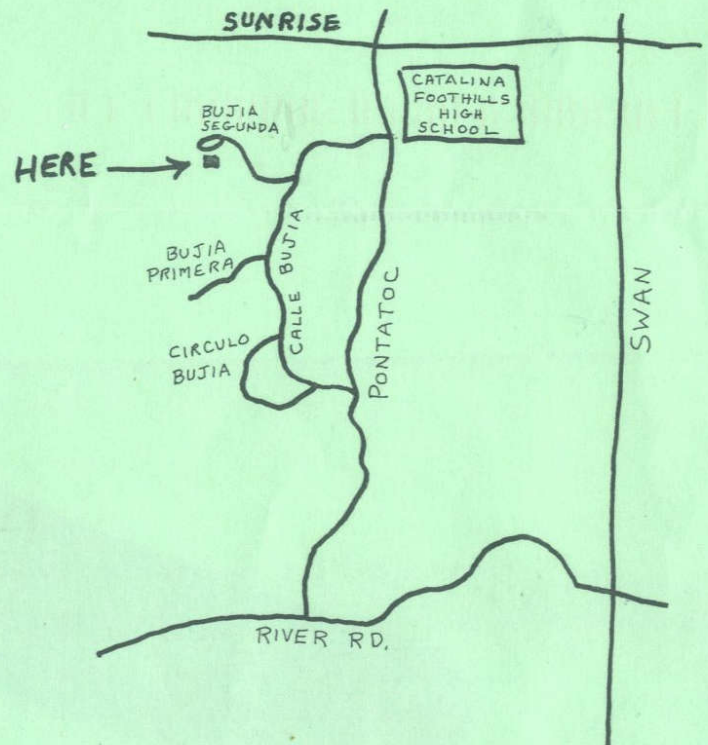 SUNRISE
CATALINA
FOOTHILLS
HIGH
SCHOOL
BUJIA
SEGUNDA
HERE
BUJIA
PRIMERA
CALLE BUJIA
CIRCULO
BUJIA
PONTATOC
SWAN
RIVER RD.